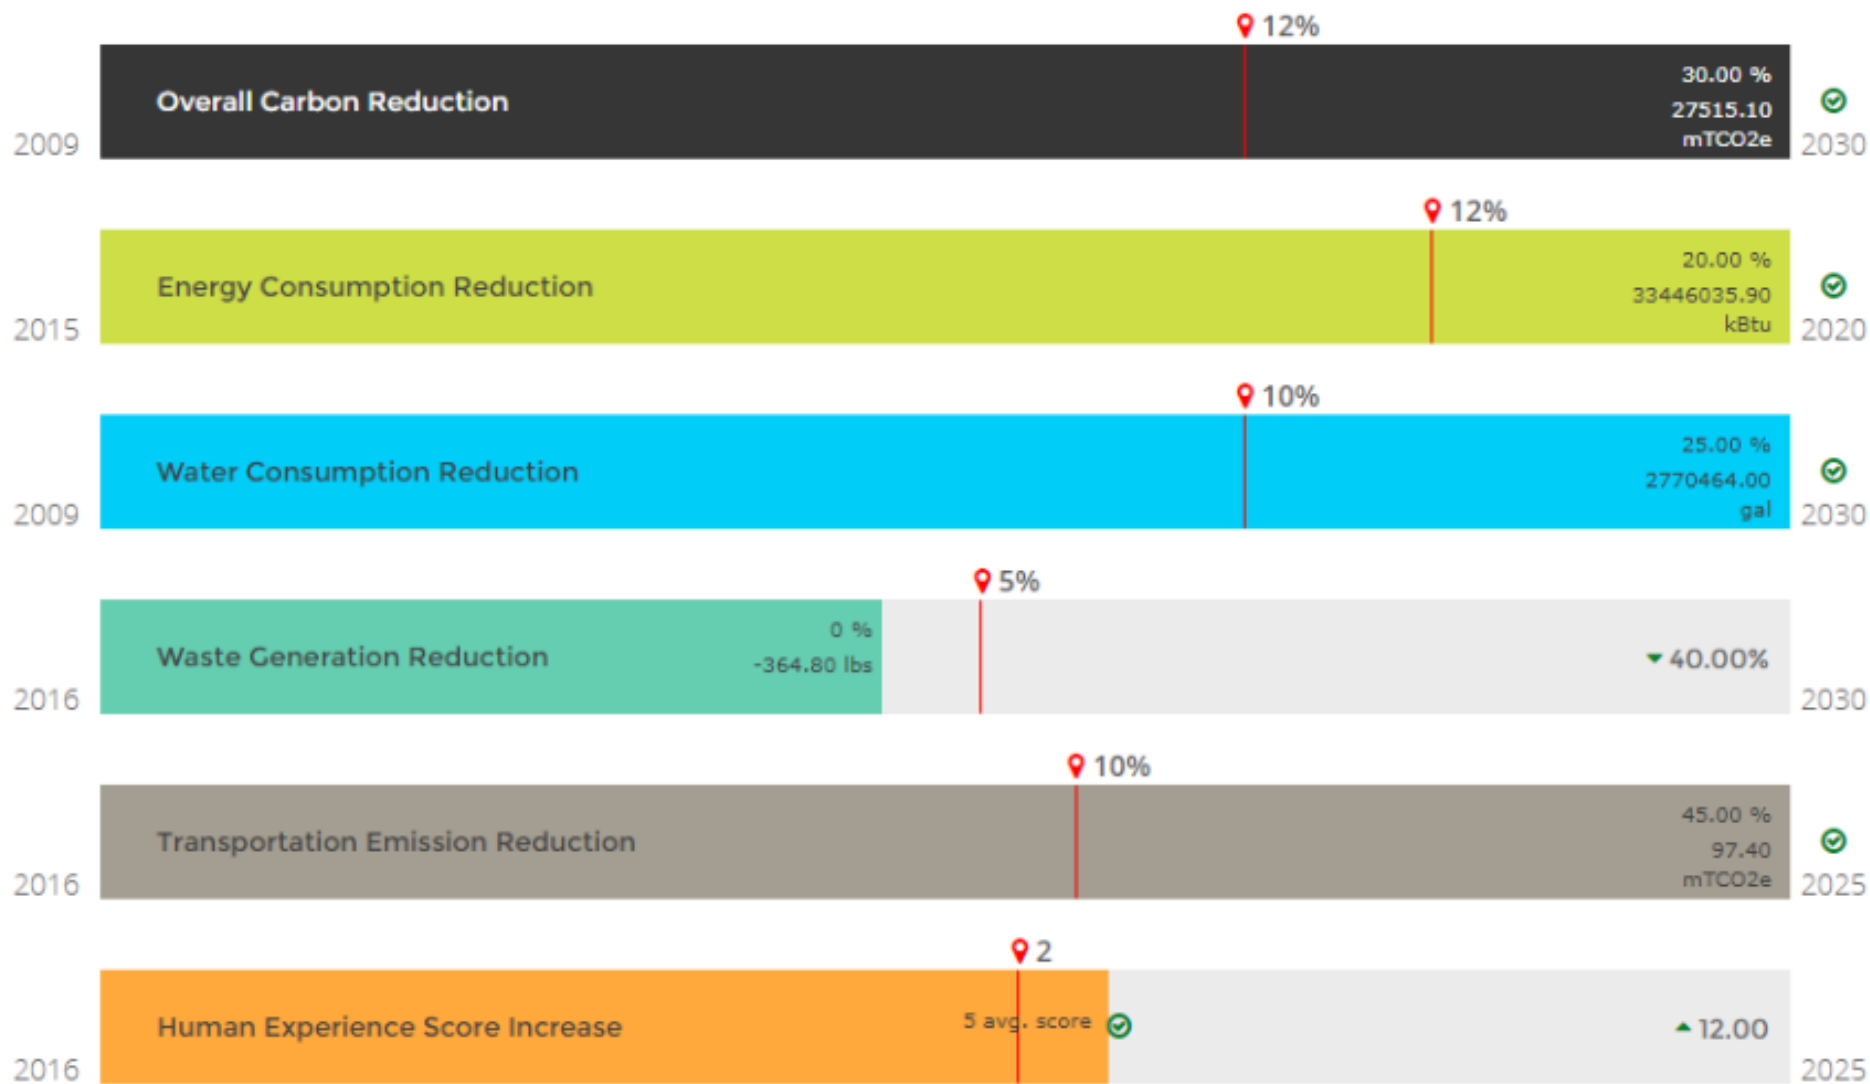 12%
Overall Carbon Reduction
30.00 %
27515.10
mTCO2e
2009
2030
12%
Energy Consumption Reduction
20.00 %
33446035.90
kBtu
2015
2020
10%
Water Consumption Reduction
25.00 %
2770464.00
gal
2009
2030
5%
Waste Generation Reduction
0 %
-364.80 lbs
40.00%
2016
2030
10%
Transportation Emission Reduction
45.00 %
97.40
mTCO2e
2016
2025
2
Human Experience Score Increase
5 avg. score
12.00
2016
2025